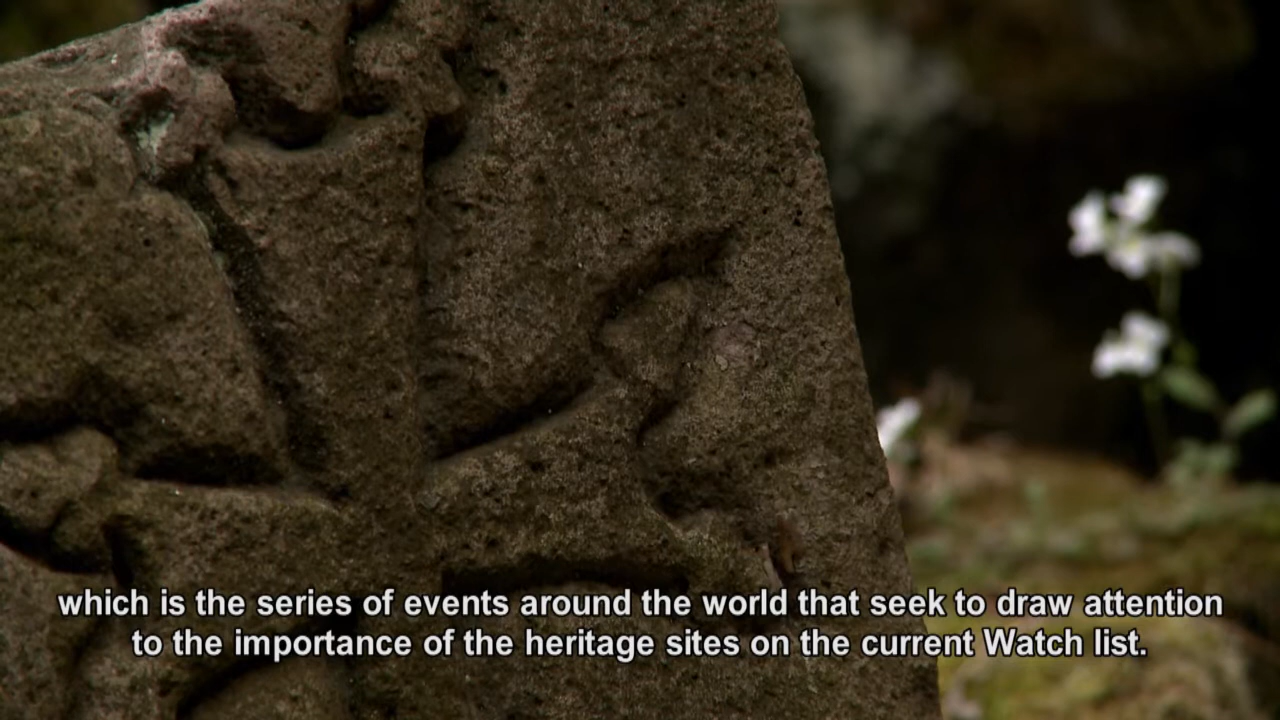 which is the series of events around the world that seek to draw attention
to the importance of the heritage sites on the current Watch list.